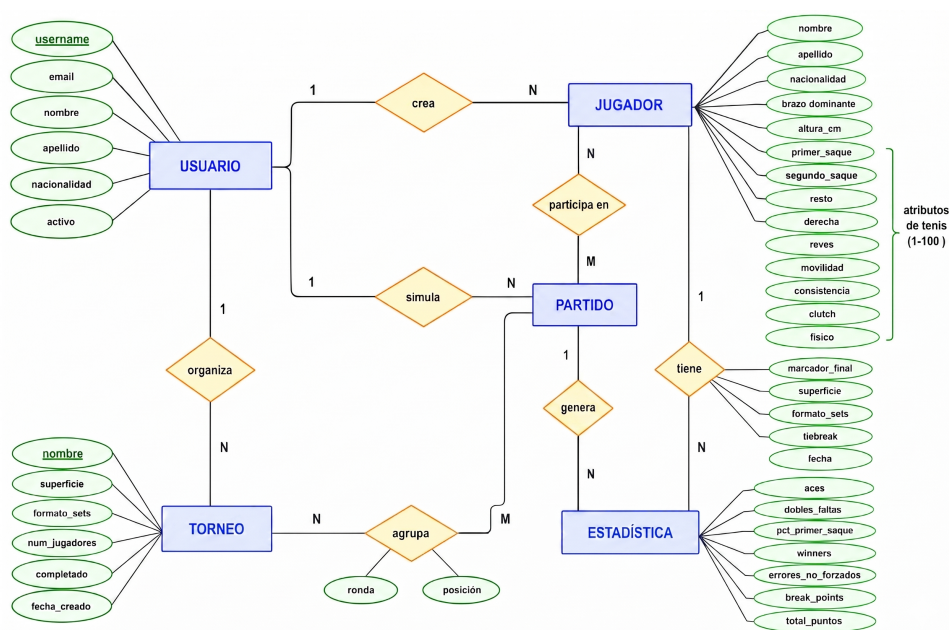 username
email
nombre
apellido
nacionalidad
activo
USUARIO
1
crea
N
JUGADOR
nombre
apellido
nacionalidad
brazo dominante
altura_cm
primer_saque
segundo_saque
resto
derecha
reves
movilidad
consistencia
clutch
fisico
atributos
de tenis
(1-100 )
N
participa en
M
1
simula
N
PARTIDO
1
organiza
N
1
genera
N
1
tiene
N
marcador_final
superficie
formato_sets
tiebreak
fecha
nombre
superficie
formato_sets
num_jugadores
completado
fecha_creado
TORNEO
N
agrupa
M
ronda
posición
ESTADÍSTICA
aces
dobles_faltas
pct_primer_saque
winners
errores_no_forzados
break_points
total_puntos